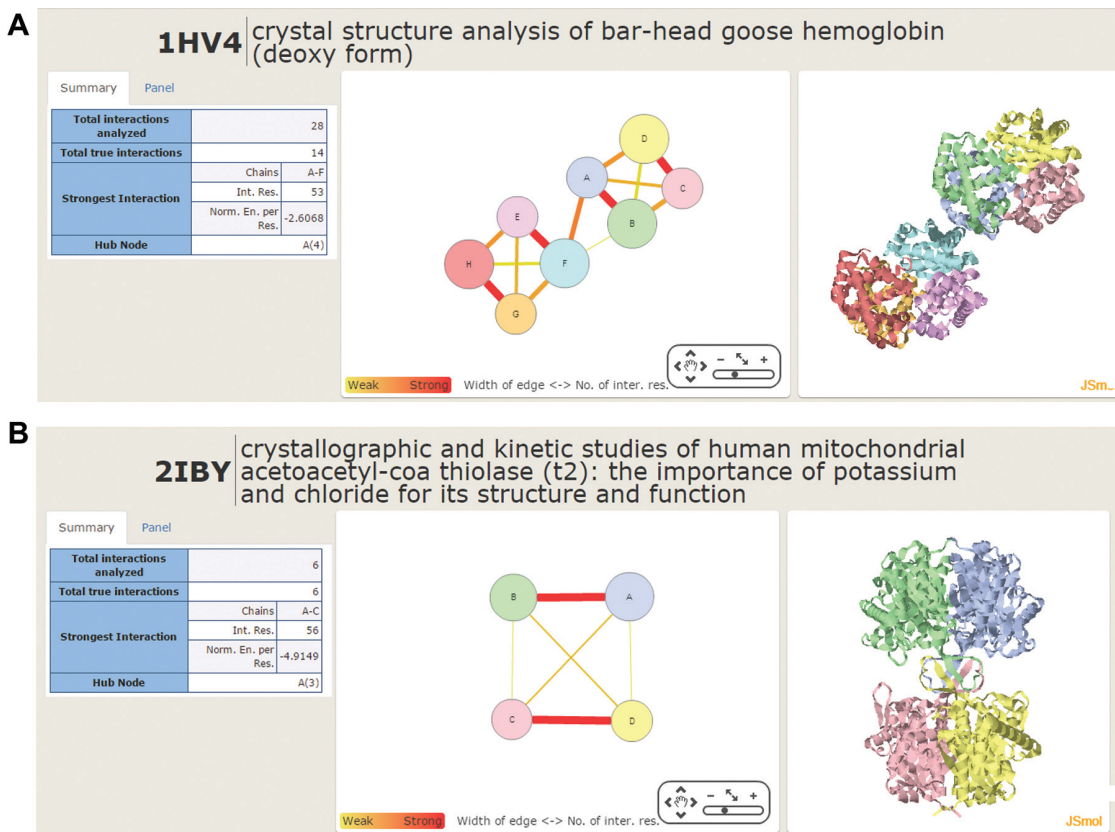 A
1HV4
crystal structure analysis of bar-head goose hemoglobin
(deoxy form)
Summary
Panel
Total interactions
analyzed
28
Total true interactions
14
Strongest Interaction
Chains
A-F
Int. Res.
53
Norm. En. per
Res.
-2.6068
Hub Node
A(4)
D
A
C
E
B
H
F
G
Weak
Strong
Width of edge <-> No. of inter. res.
JSm
B
2IBY
crystallographic and kinetic studies of human mitochondrial
acetoacetyl-coa thiolase (t2): the importance of potassium
and chloride for its structure and function
Summary
Panel
Total interactions
analyzed
6
Total true interactions
6
Strongest Interaction
Chains
A-C
Int. Res.
56
Norm. En. per
Res.
-4.9149
Hub Node
A(3)
B
A
C
D
Weak
Strong
Width of edge <-> No. of inter. res.
JSmol